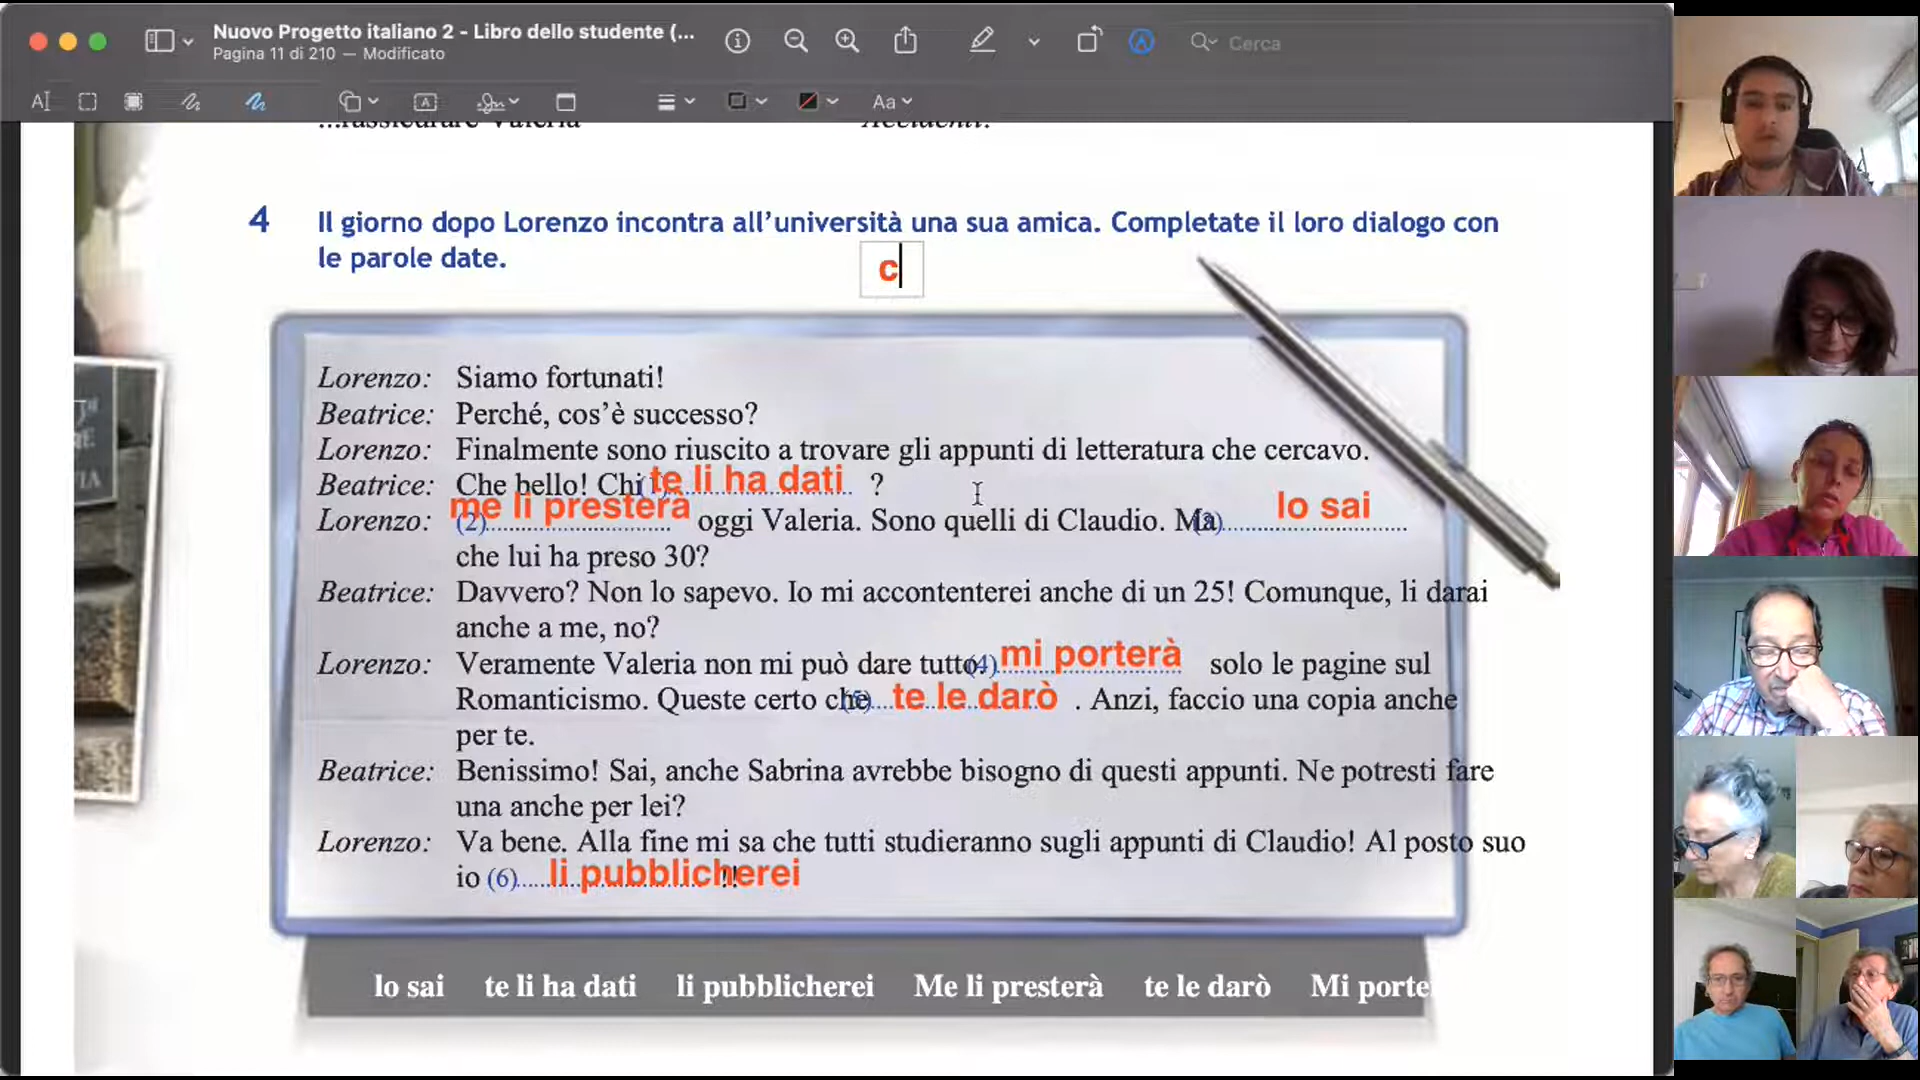 Nuovo Progetto italiano 2 - Libro dello studente (...
Pagina 11 di 210 — Modificato
Cerca
Aa
...rassicurare Valeria
Accidenti!
4 Il giorno dopo Lorenzo incontra all'università una sua amica. Completate il loro dialogo con
le parole date.
c
Lorenzo: Siamo fortunati!
Beatrice: Perché, cos'è successo?
Lorenzo: Finalmente sono riuscito a trovare gli appunti di letteratura che cercavo.
Beatrice: Che bello! Chi te li ha dati ?
Lorenzo: (2) me li presterà oggi Valeria. Sono quelli di Claudio. Ma (3) lo sai
che lui ha preso 30?
Beatrice: Davvero? Non lo sapevo. Io mi accontenterei anche di un 25! Comunque, li darai
anche a me, no?
Lorenzo: Veramente Valeria non mi può dare tutto. (4) mi porterà solo le pagine sul
Romanticismo. Queste certo che (5) te le darò . Anzi, faccio una copia anche
per te.
Beatrice: Benissimo! Sai, anche Sabrina avrebbe bisogno di questi appunti. Ne potresti fare
una anche per lei?
Lorenzo: Va bene. Alla fine mi sa che tutti studieranno sugli appunti di Claudio! Al posto suo
io (6) li pubblicherei !!
lo sai te li ha dati li pubblicherei Me li presterà te le darò Mi porte